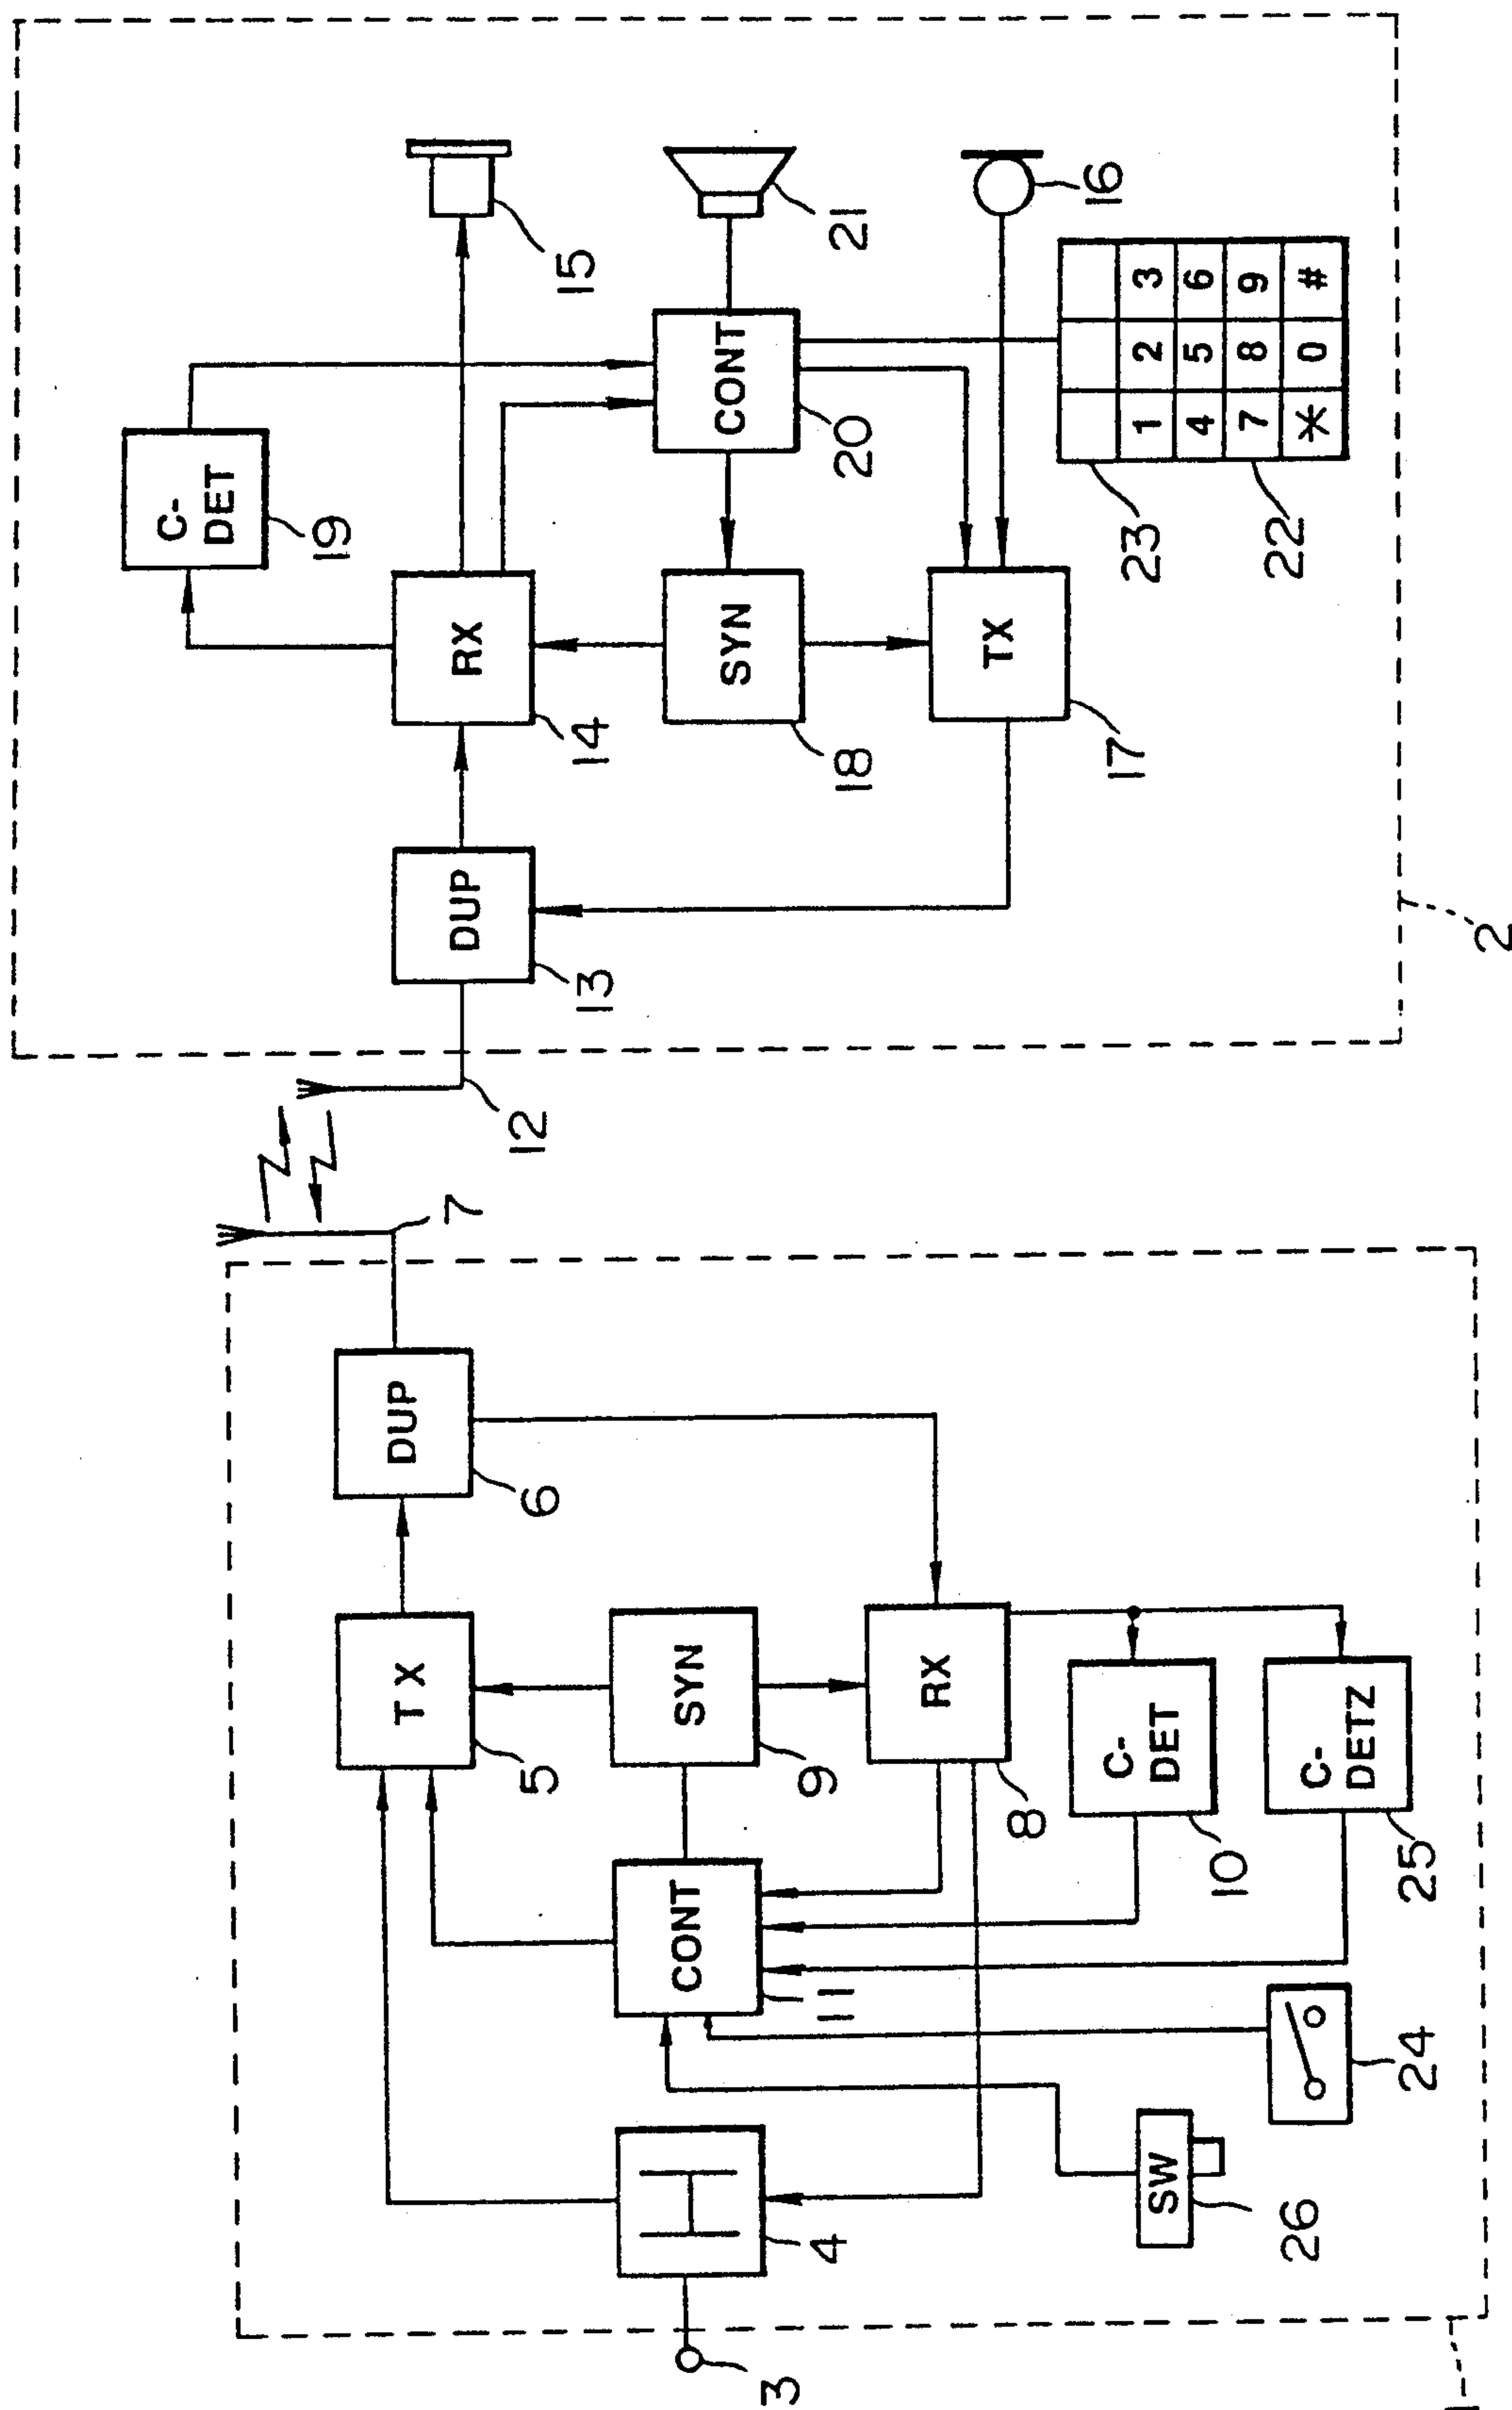 C-
DET
19
15
RX
14
CONT
20
21
SYN
18
DUP
13
TX
17
16
23
1 2 3
4 5 6
7 8 9
* 0 #
22
12
2
7
DUP
6
TX
5
SYN
9
RX
8
CONT
11
C-
DET
10
C-
DETZ
25
24
SW
26
H
4
3
1